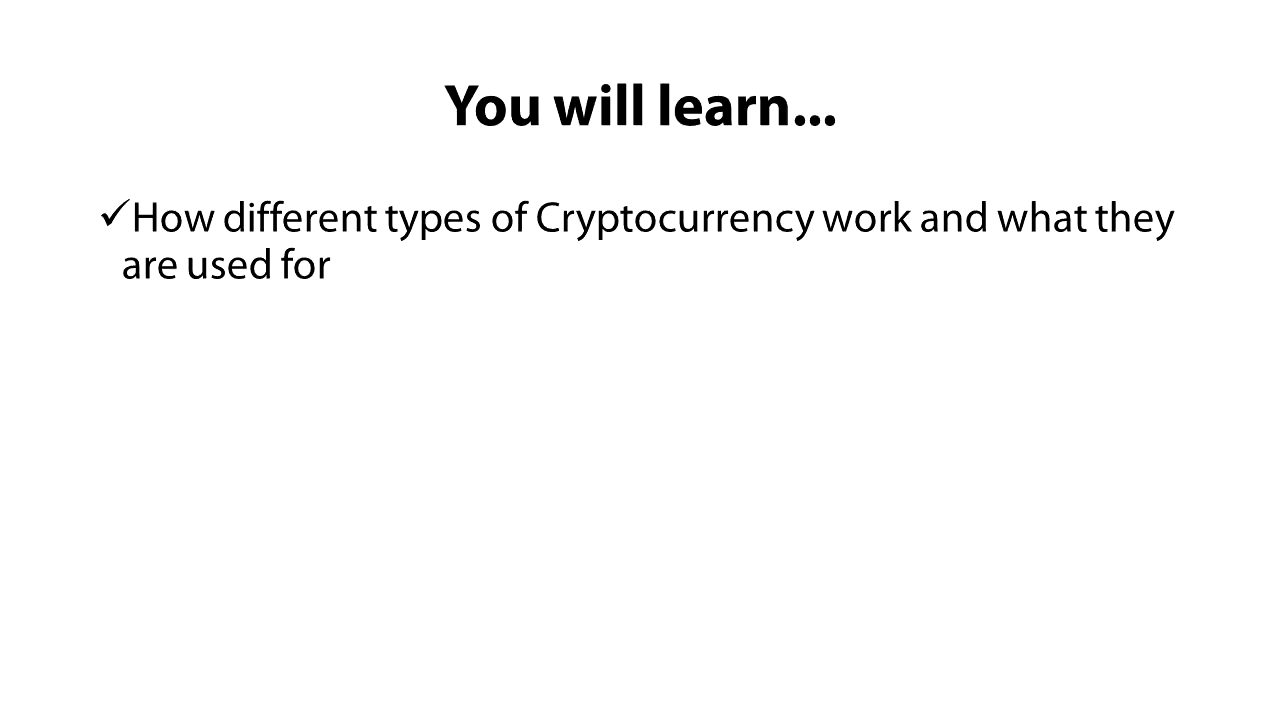 You will learn...
✓How different types of Cryptocurrency work and what they
are used for